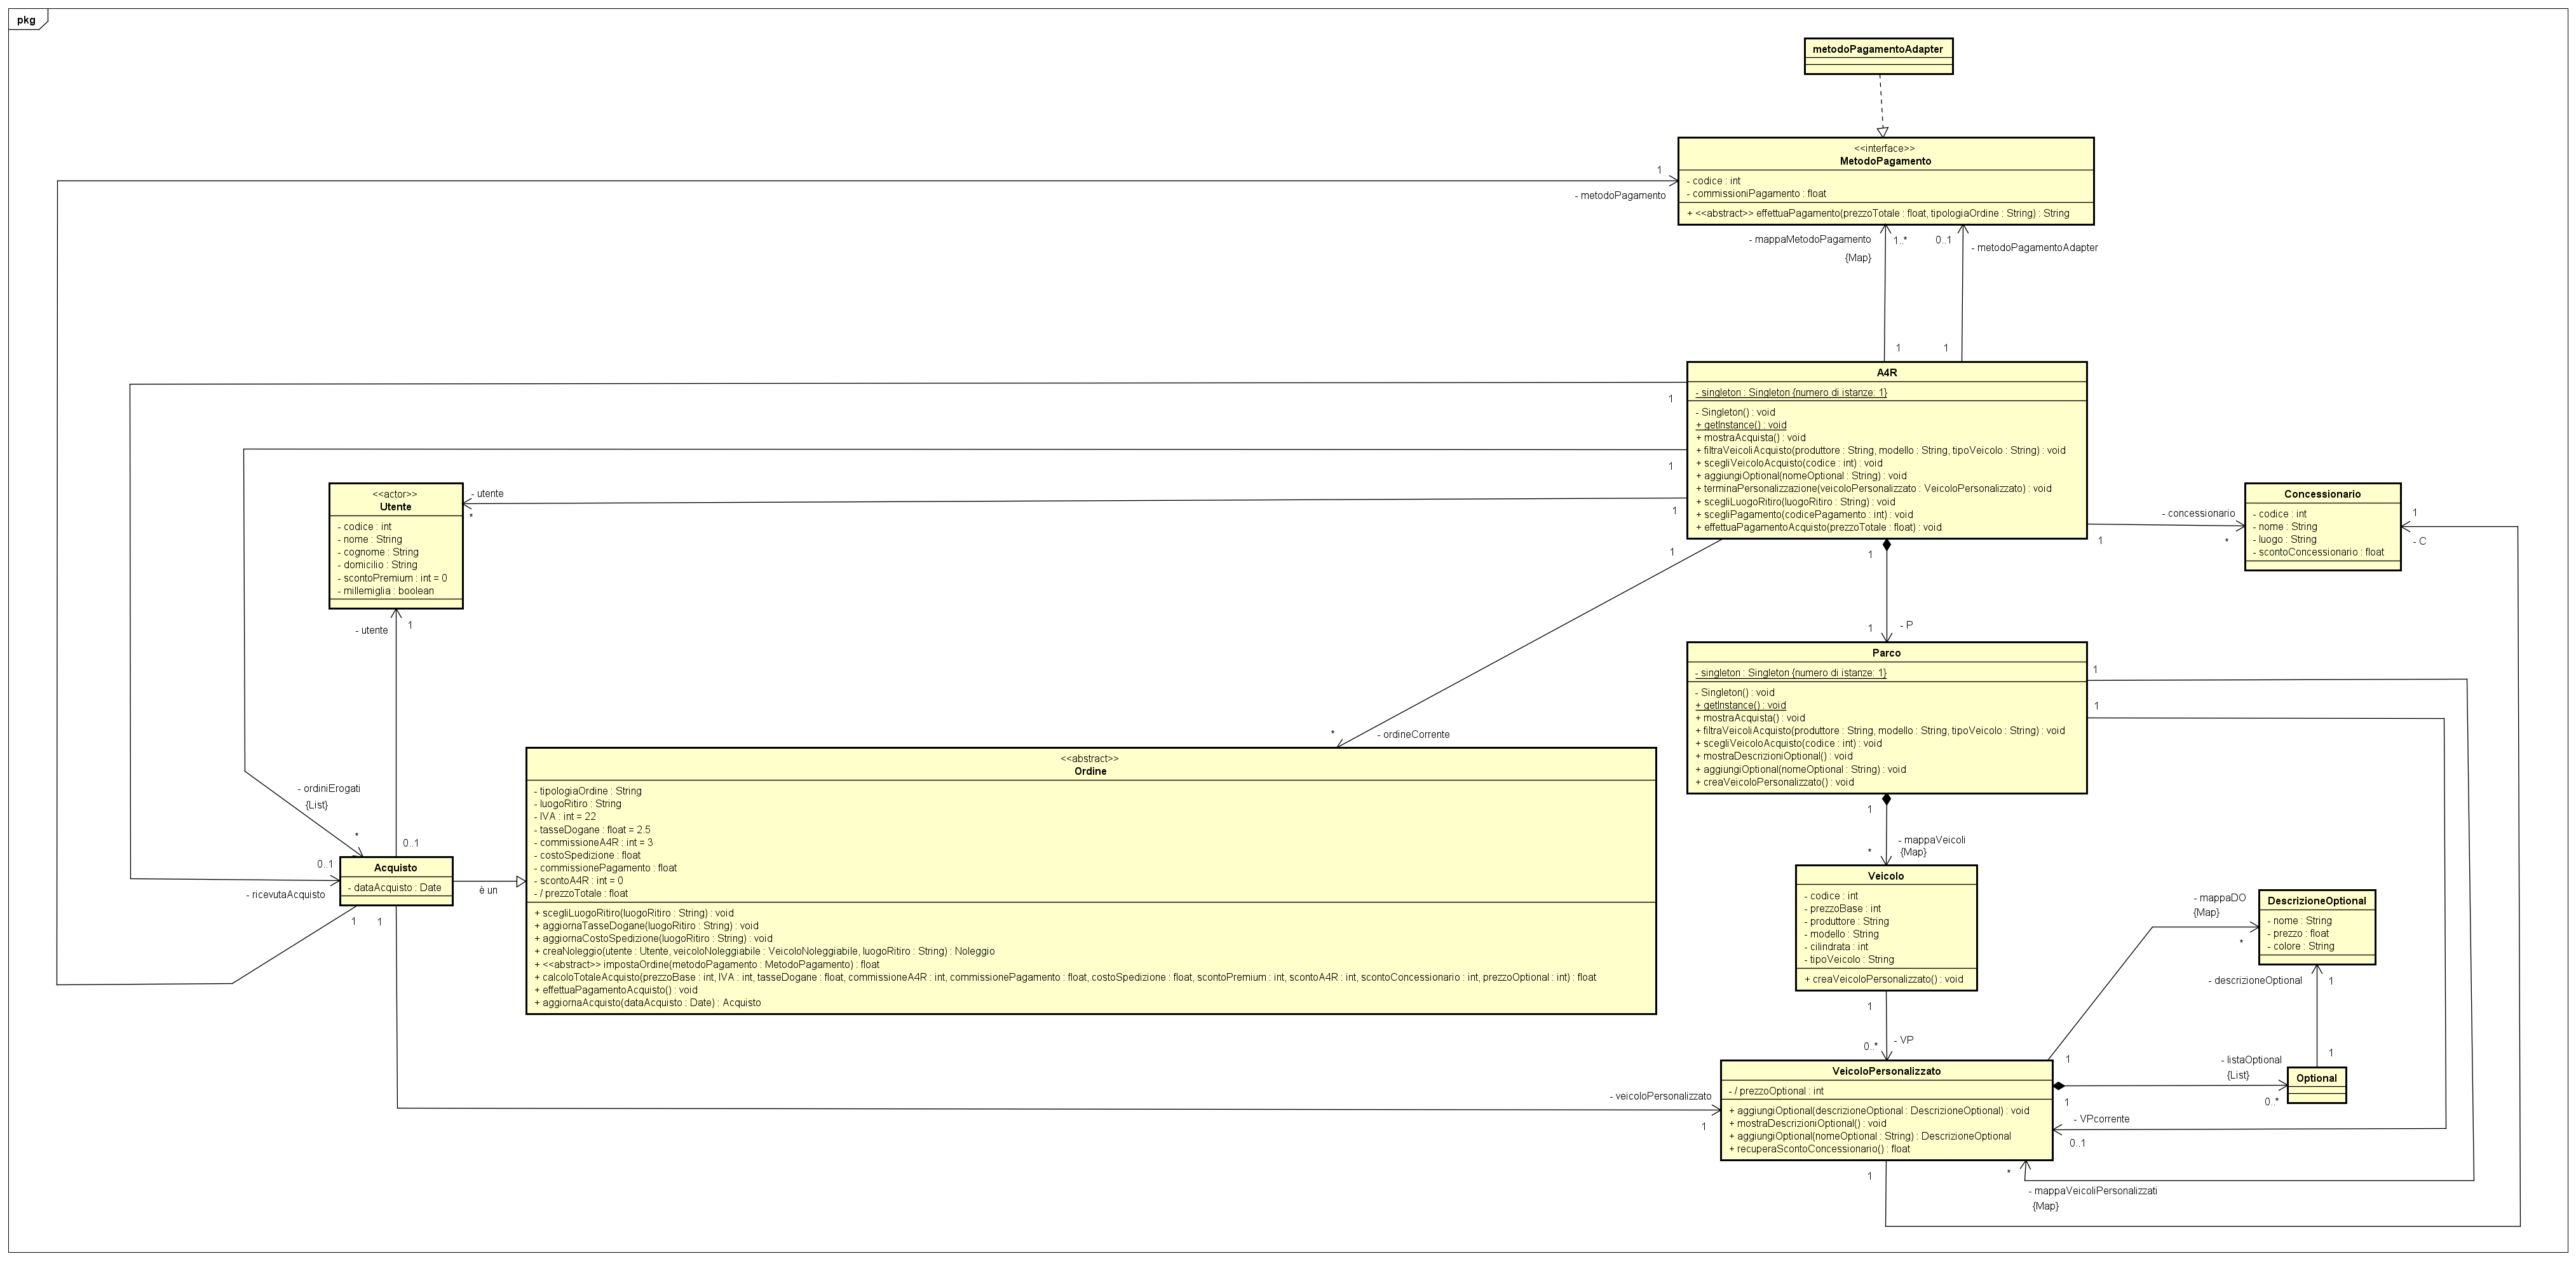 pkg
metodoPagamentoAdapter
<<interface>>
MetodoPagamento
- codice : int
- commissioniPagamento : float
+ <<abstract>> effettuaPagamento(prezzoTotale : float, tipologiaOrdine : String) : String
1
- metodoPagamento
- mappaMetodoPagamento
{Map}
1..*
0..1
- metodoPagamentoAdapter
1
1
A4R
- singleton : Singleton {numero di istanze: 1}
- Singleton() : void
+ getInstance() : void
+ mostraAcquista() : void
+ filtraVeicoliAcquisto(produttore : String, modello : String, tipoVeicolo : String) : void
+ scegliVeicoloAcquisto(codice : int) : void
+ aggiungiOptional(nomeOptional : String) : void
+ terminaPersonalizzazione(veicoloPersonalizzato : VeicoloPersonalizzato) : void
+ scegliLuogoRitiro(luogoRitiro : String) : void
+ scegliPagamento(codicePagamento : int) : void
+ effettuaPagamentoAcquisto(prezzoTotale : float) : void
1
1
1
1
1
1
<<actor>>
Utente
- codice : int
- nome : String
- cognome : String
- domicilio : String
- scontoPremium : int = 0
- millemiglia : boolean
- utente
*
- utente
1
Concessionario
- codice : int
- nome : String
- luogo : String
- scontoConcessionario : float
- concessionario
*
1
- C
1
- P
Parco
- singleton : Singleton {numero di istanze: 1}
- Singleton() : void
+ getInstance() : void
+ mostraAcquista() : void
+ filtraVeicoliAcquisto(produttore : String, modello : String, tipoVeicolo : String) : void
+ scegliVeicoloAcquisto(codice : int) : void
+ mostraDescrizioniOptional() : void
+ aggiungiOptional(nomeOptional : String) : void
+ creaVeicoloPersonalizzato() : void
1
1
1
*
- ordineCorrente
<<abstract>>
Ordine
- tipologiaOrdine : String
- luogoRitiro : String
- IVA : int = 22
- tasseDogane : float = 2.5
- commissioneA4R : int = 3
- costoSpedizione : float
- commissionePagamento : float
- scontoA4R : int = 0
- / prezzoTotale : float
+ scegliLuogoRitiro(luogoRitiro : String) : void
+ aggiornaTasseDogane(luogoRitiro : String) : void
+ aggiornaCostoSpedizione(luogoRitiro : String) : void
+ creaNoleggio(utente : Utente, veicoloNoleggiabile : VeicoloNoleggiabile, luogoRitiro : String) : Noleggio
+ <<abstract>> impostaOrdine(metodoPagamento : MetodoPagamento) : float
+ calcoloTotaleAcquisto(prezzoBase : int, IVA : int, tasseDogane : float, commissioneA4R : int, commissionePagamento : float, costoSpedizione : float, scontoPremium : int, scontoA4R : int, scontoConcessionario : int, prezzoOptional : int) : float
+ effettuaPagamentoAcquisto() : void
+ aggiornaAcquisto(dataAcquisto : Date) : Acquisto
- ordiniErogati
{List}
*
0..1
0..1
- ricevutaAcquisto
Acquisto
- dataAcquisto : Date
è un
1
1
- mappaVeicoli
{Map}
*
Veicolo
- codice : int
- prezzoBase : int
- produttore : String
- modello : String
- cilindrata : int
- tipoVeicolo : String
+ creaVeicoloPersonalizzato() : void
1
0..*
- VP
- mappaDO
{Map}
*
DescrizioneOptional
- nome : String
- prezzo : float
- colore : String
- descrizioneOptional
1
1
- listaOptional
{List}
0..*
Optional
1
1
VeicoloPersonalizzato
- / prezzoOptional : int
+ aggiungiOptional(descrizioneOptional : DescrizioneOptional) : void
+ mostraDescrizioniOptional() : void
+ aggiungiOptional(nomeOptional : String) : DescrizioneOptional
+ recuperaScontoConcessionario() : float
- veicoloPersonalizzato
1
- VPcorrente
0..1
1
*
- mappaVeicoliPersonalizzati
{Map}